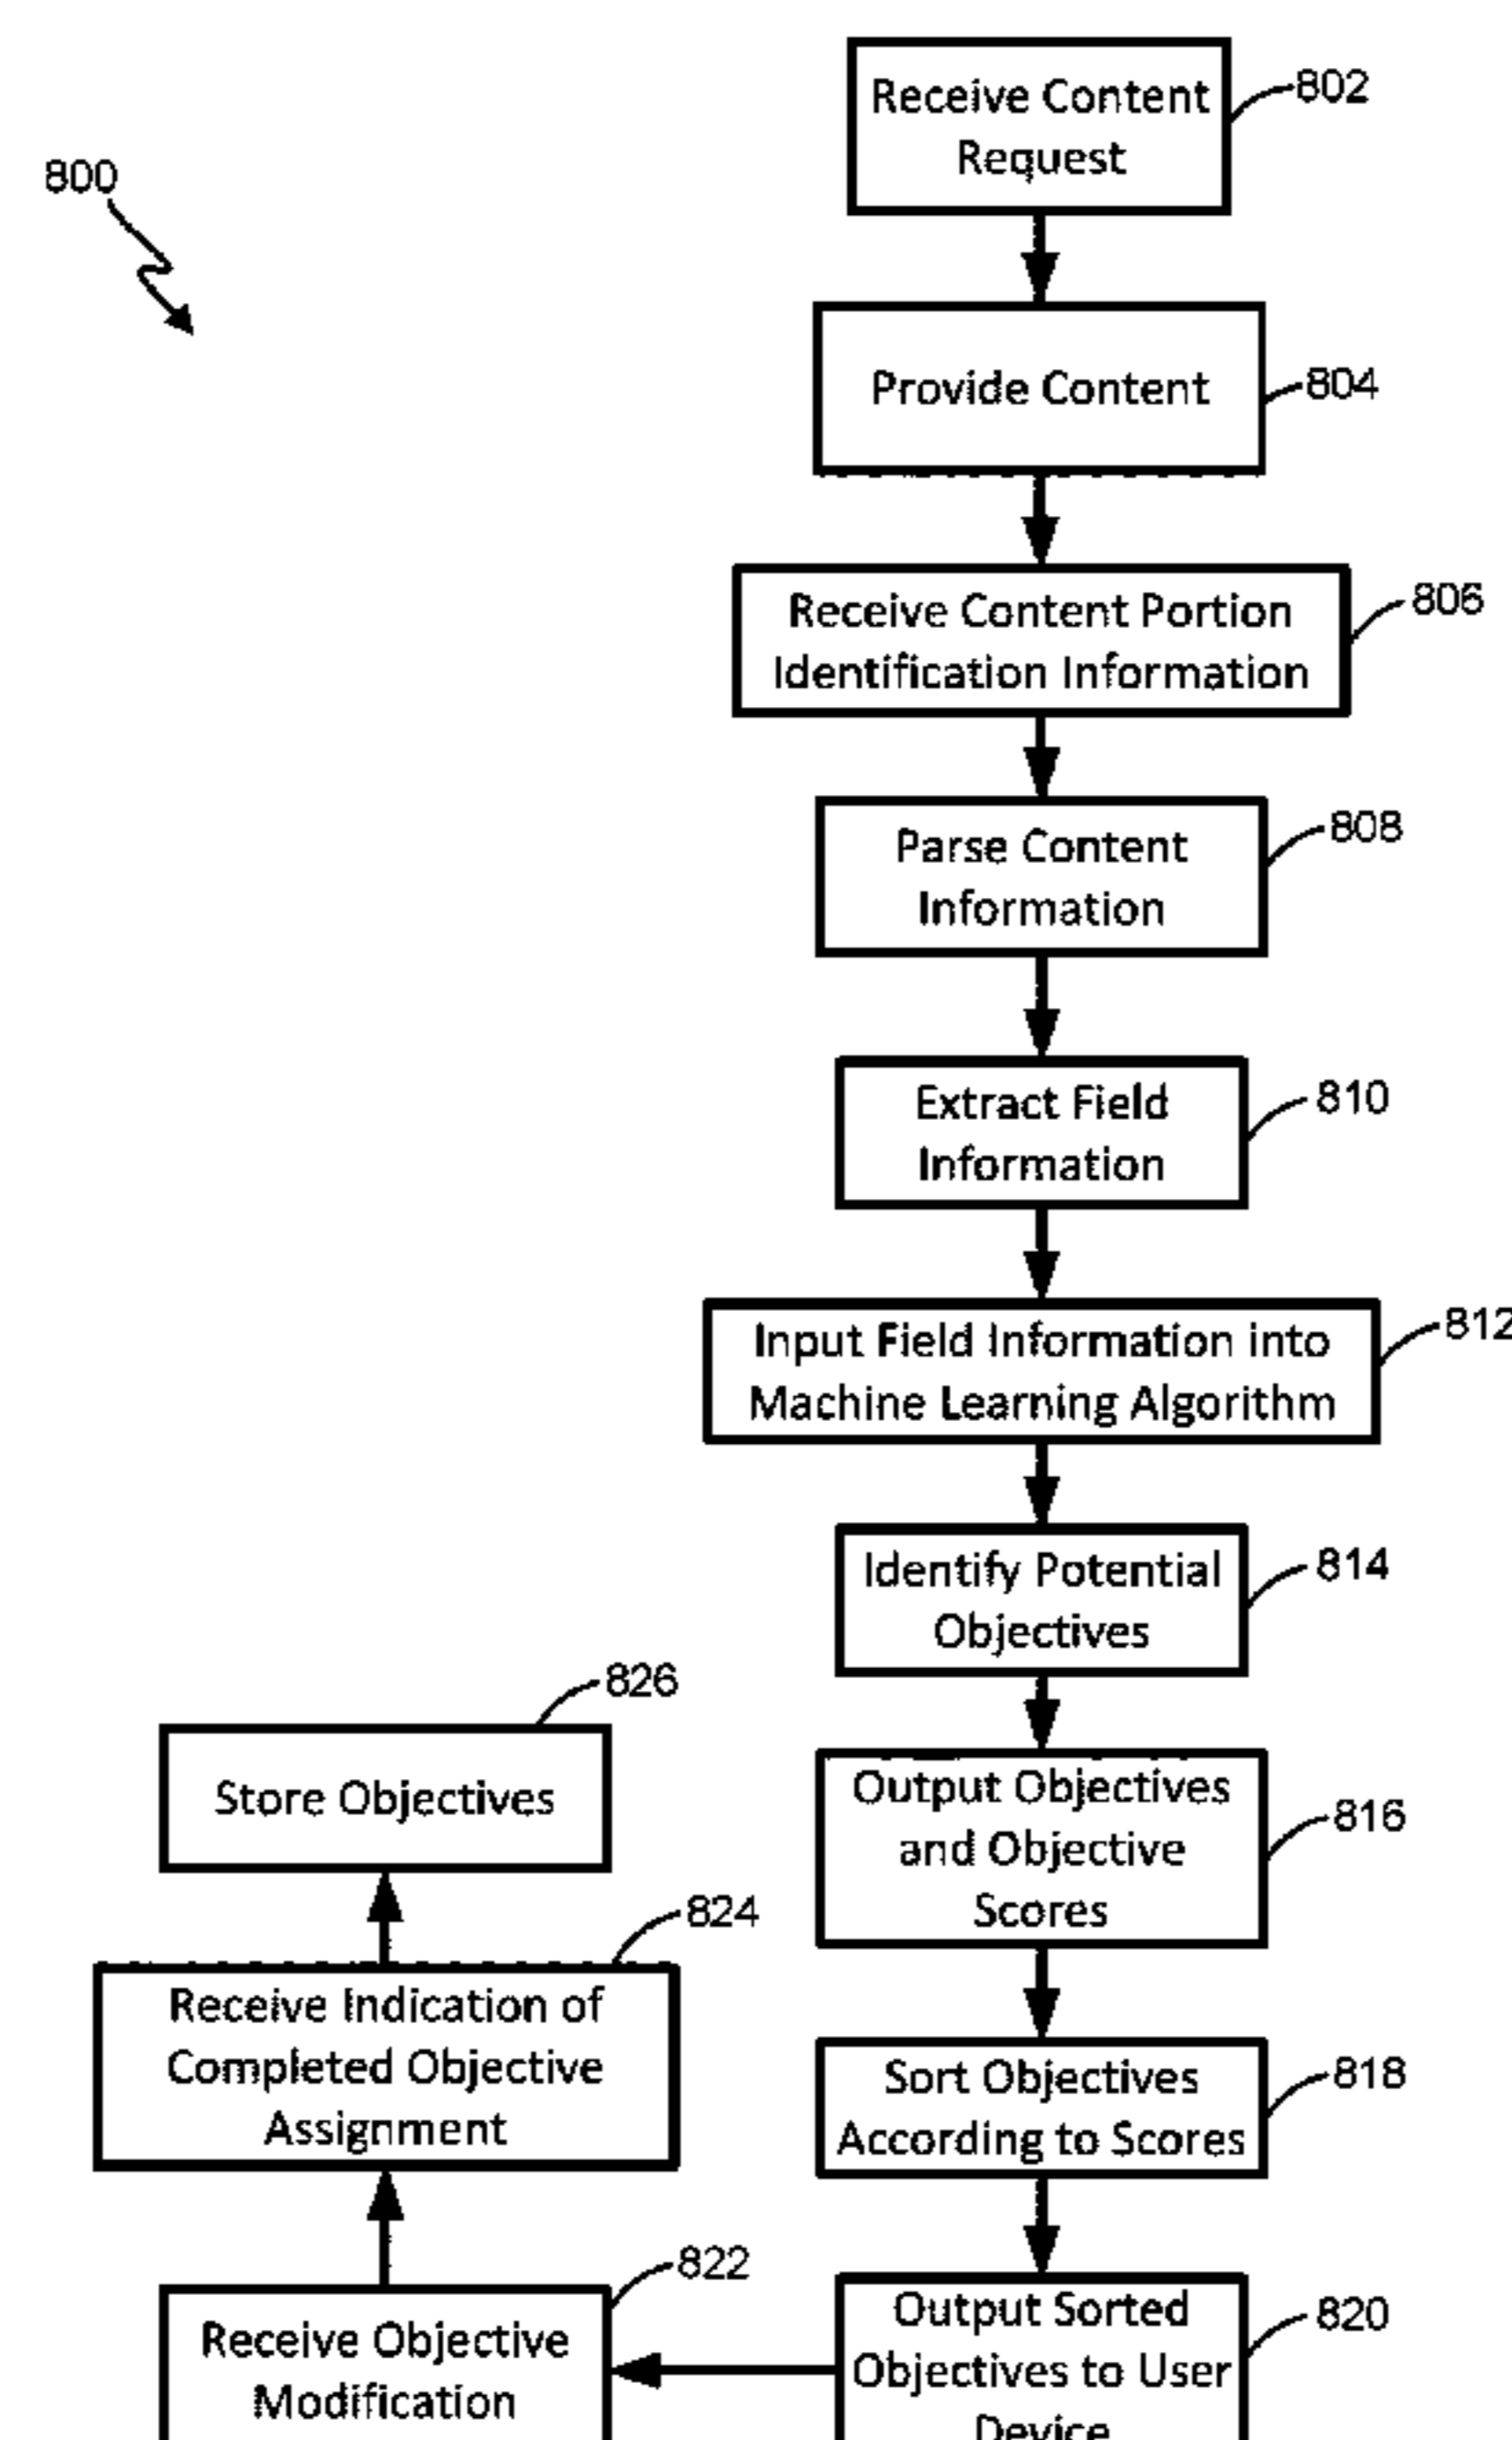 800
Receive Content
Request
802
Provide Content
804
Receive Content Portion
Identification Information
806
Parse Content
Information
808
Extract Field
Information
810
Input Field Information into
Machine Learning Algorithm
812
Identify Potential
Objectives
814
Output Objectives
and Objective
Scores
816
Sort Objectives
According to Scores
818
Output Sorted
Objectives to User
Device
820
Receive Objective
Modification
822
Receive Indication of
Completed Objective
Assignment
824
Store Objectives
826